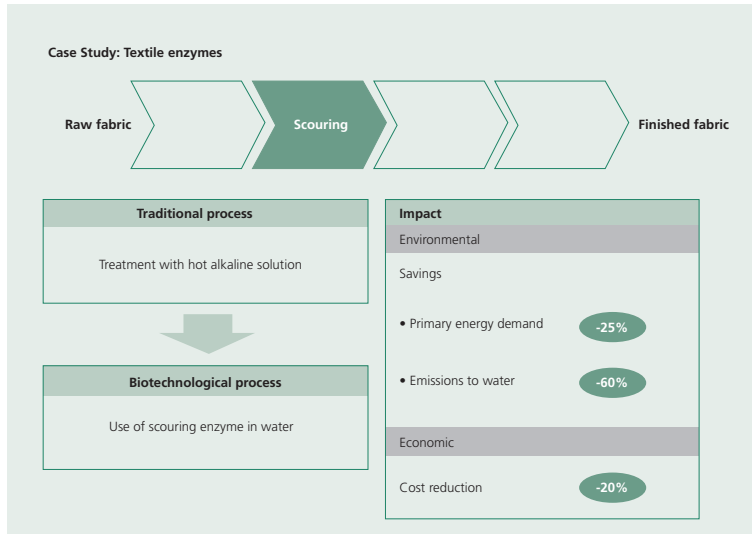 Case Study: Textile enzymes
Raw fabric
Scouring
Finished fabric
Traditional process
Treatment with hot alkaline solution
Biotechnological process
Use of scouring enzyme in water
Impact
Environmental
Savings
• Primary energy demand
-25%
• Emissions to water
-60%
Economic
Cost reduction
-20%